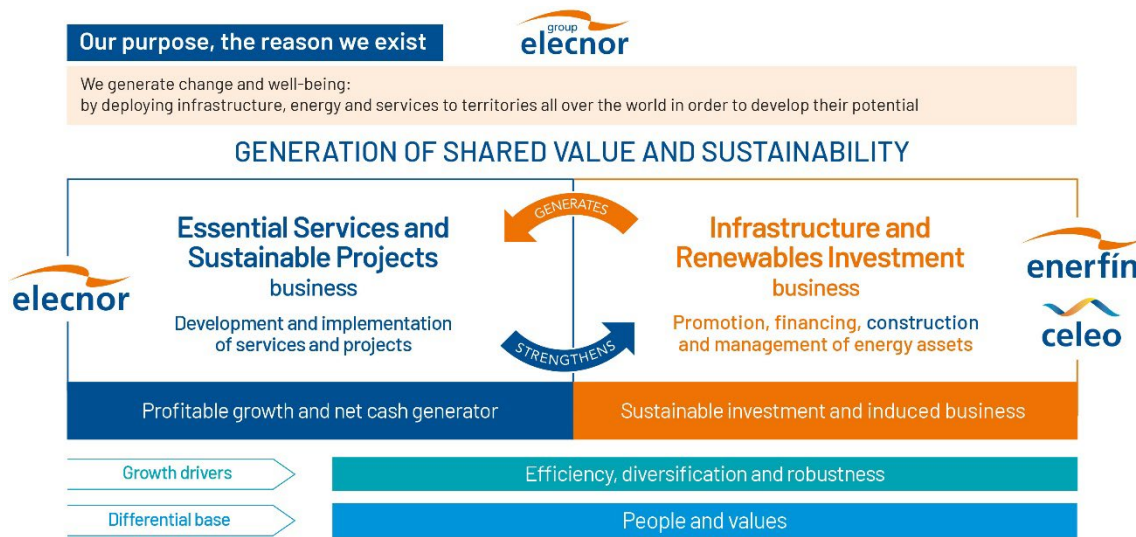 Our purpose, the reason we exist
group
elecnor
We generate change and well-being:
by deploying infrastructure, energy and services to territories all over the world in order to develop their potential
GENERATION OF SHARED VALUE AND SUSTAINABILITY
elecnor
Essential Services and
Sustainable Projects
business
Development and implementation
of services and projects
GENERATES
STRENGTHENS
Infrastructure and
Renewables Investment
business
Promotion, financing, construction
and management of energy assets
enerfín
celeo
Profitable growth and net cash generator
Sustainable investment and induced business
Growth drivers
Efficiency, diversification and robustness
Differential base
People and values